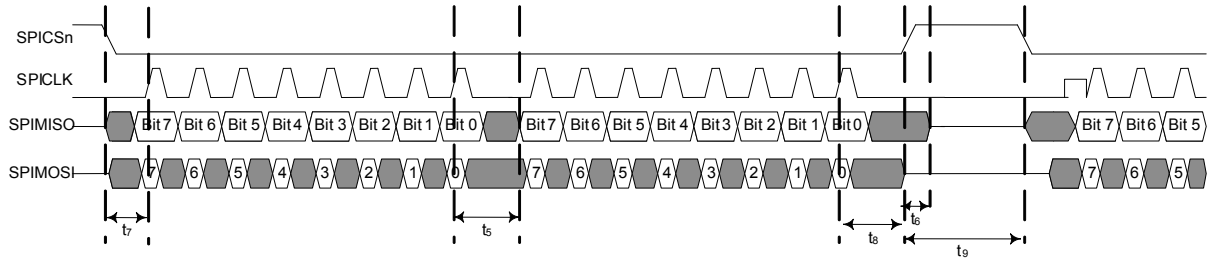 SPICSn
SPICLK
SPIMISO Bit 7 Bit 6 Bit 5 Bit 4 Bit 3 Bit 2 Bit 1 Bit 0 Bit 7 Bit 6 Bit 5 Bit 4 Bit 3 Bit 2 Bit 1 Bit 0 Bit 7 Bit 6 Bit 5
SPIMOSI 7 6 5 4 3 2 1 0 7 6 5 4 3 2 1 0 7 6 5
t7 t5 t8 t6
t9